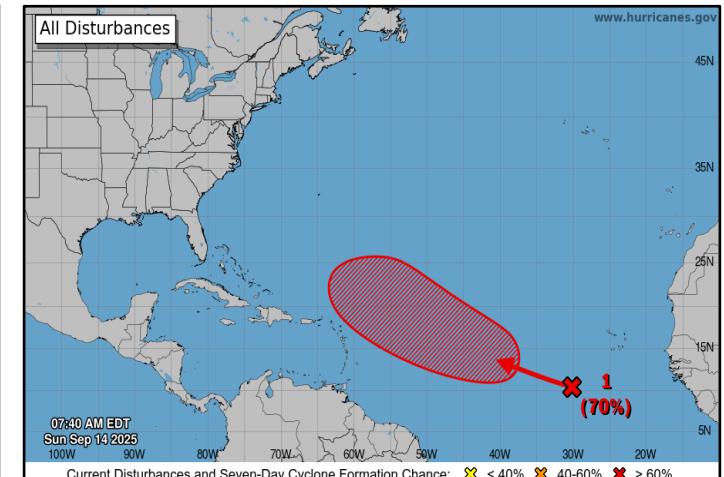 All Disturbances
www.hurricanes.gov
45N
35N
25N
15N
1
(70%)
07:40 AM EDT
Sun Sep 14 2025
5N
100W 90W 80W 70W 60W 50W 40W 30W 20W
Current Disturbances and Seven-Day Cyclone Formation Chance: < 40% 40-60% > 60%